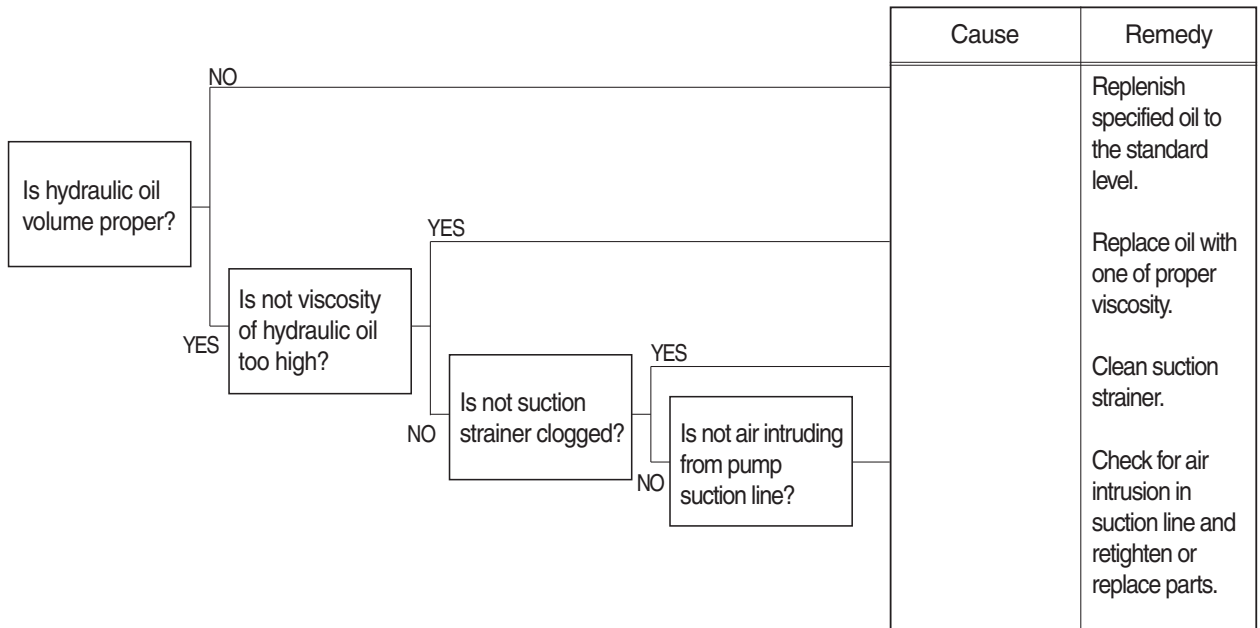 Cause
Remedy
NO
Is hydraulic oil
volume proper?
YES
Is not viscosity
of hydraulic oil
too high?
YES
NO
Is not suction
strainer clogged?
YES
NO
Is not air intruding
from pump
suction line?
Replenish
specified oil to
the standard
level.
Replace oil with
one of proper
viscosity.
Clean suction
strainer.
Check for air
intrusion in
suction line and
retighten or
replace parts.